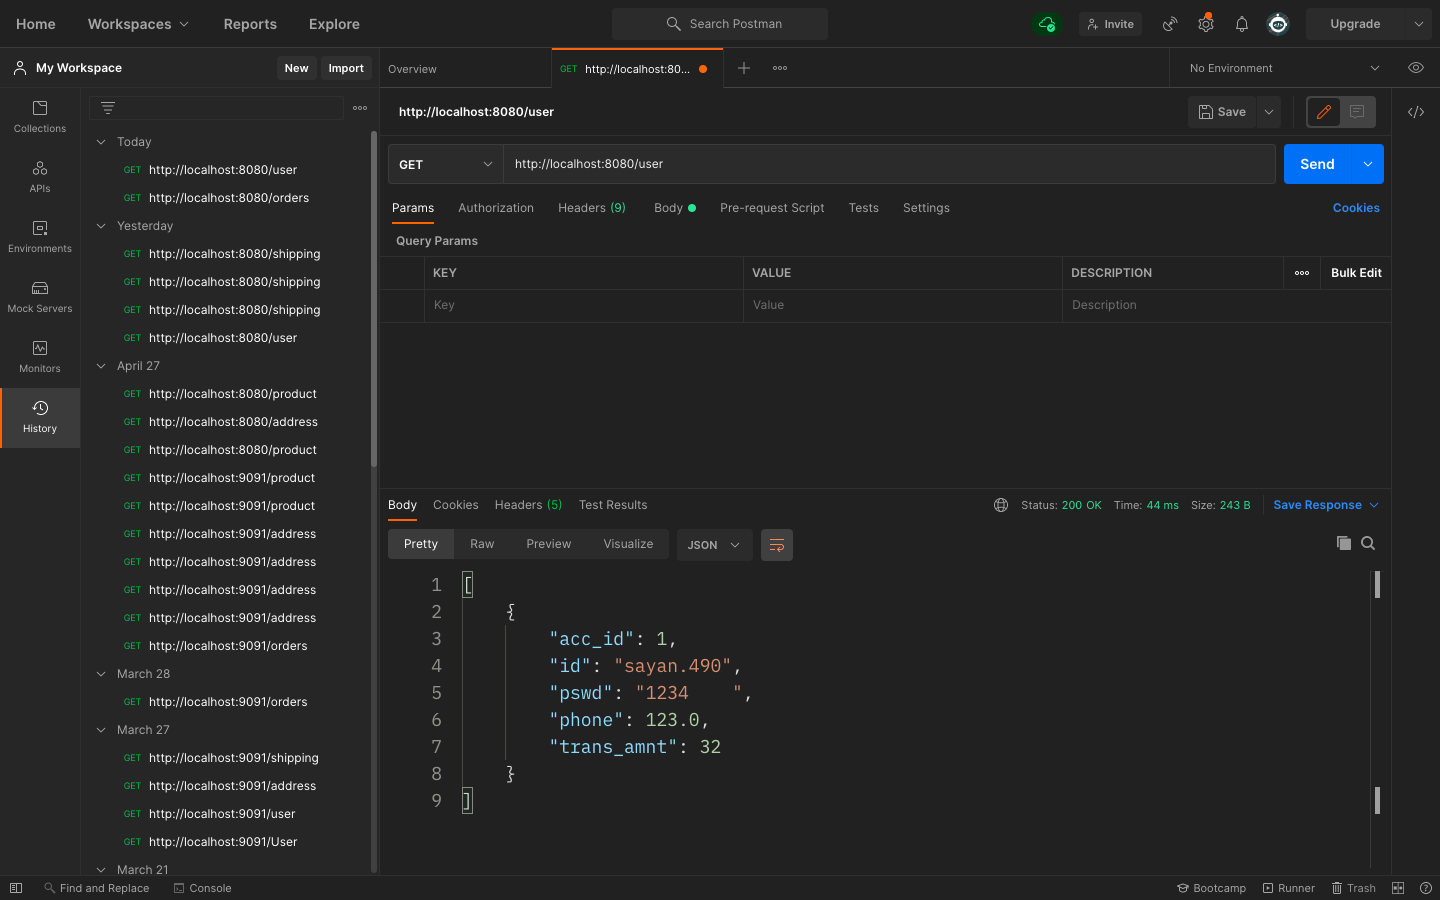 Home Workspaces Reports Explore Search Postman Invite Upgrade
My Workspace New Import Overview GET http://localhost:80... No Environment
Collections
APIs
Environments
Mock Servers
Monitors
History
Today
GET http://localhost:8080/user
GET http://localhost:8080/orders
Yesterday
GET http://localhost:8080/shipping
GET http://localhost:8080/shipping
GET http://localhost:8080/shipping
GET http://localhost:8080/user
April 27
GET http://localhost:8080/product
GET http://localhost:8080/address
GET http://localhost:8080/product
GET http://localhost:9091/product
GET http://localhost:9091/product
GET http://localhost:9091/address
GET http://localhost:9091/address
GET http://localhost:9091/address
GET http://localhost:9091/address
GET http://localhost:9091/orders
March 28
GET http://localhost:9091/orders
March 27
GET http://localhost:9091/shipping
GET http://localhost:9091/address
GET http://localhost:9091/user
GET http://localhost:9091/User
March 21
http://localhost:8080/user Save
GET http://localhost:8080/user Send
Params Authorization Headers (9) Body Pre-request Script Tests Settings Cookies
Query Params
KEY VALUE DESCRIPTION Bulk Edit
Key Value Description
Body Cookies Headers (5) Test Results Status: 200 OK Time: 44 ms Size: 243 B Save Response
Pretty Raw Preview Visualize JSON
1 [
2 {
3 "acc_id": 1,
4 "id": "sayan.490",
5 "pswd": "1234    ",
6 "phone": 123.0,
7 "trans_amnt": 32
8 }
9 ]
Find and Replace Console Bootcamp Runner Trash